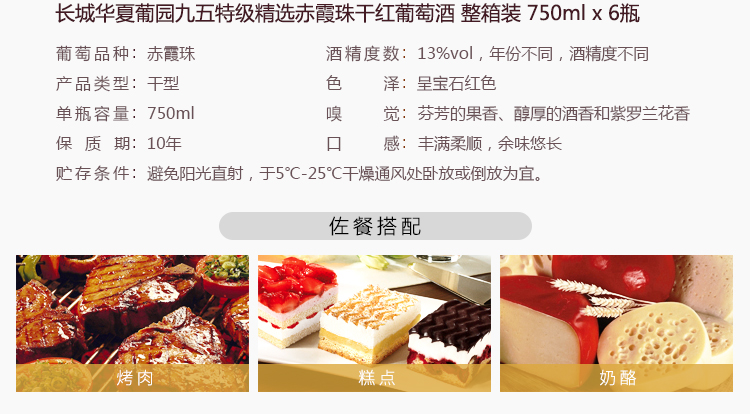 长城华夏葡园九五特级精选赤霞珠干红葡萄酒 整箱装 750ml x 6瓶
葡萄品种：赤霞珠 酒精度数：13%vol，年份不同，酒精度不同
产品类型：干型 色 泽：呈宝石红色
单瓶容量：750ml 嗅 觉：芬芳的果香、醇厚的酒香和紫罗兰花香
保 质 期：10年 口 感：丰满柔顺，余味悠长
贮存条件：避免阳光直射，于5℃-25℃干燥通风处卧放或倒放为宜。
佐餐搭配
烤肉 糕点 奶酪